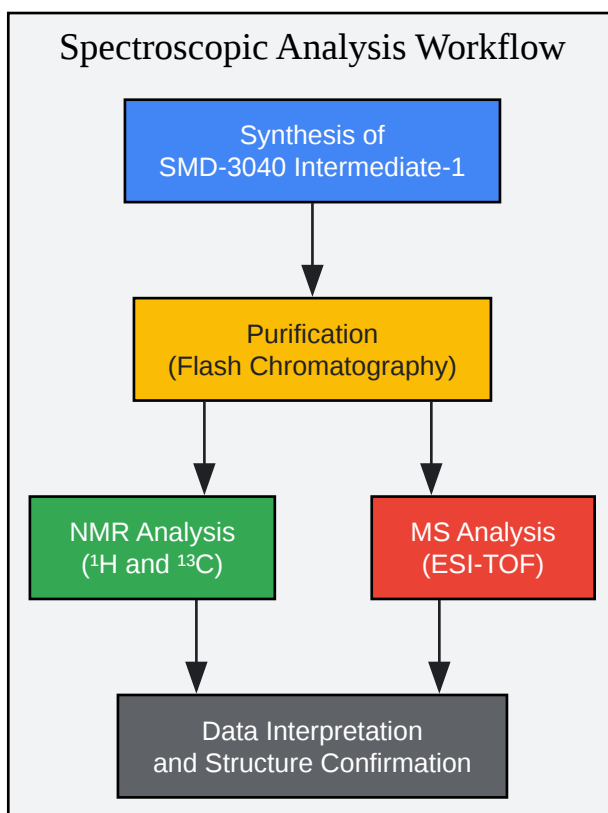 Spectroscopic Analysis Workflow
Synthesis of
SMD-3040 Intermediate-1
Purification
(Flash Chromatography)
NMR Analysis
(¹H and ¹³C)
MS Analysis
(ESI-TOF)
Data Interpretation
and Structure Confirmation